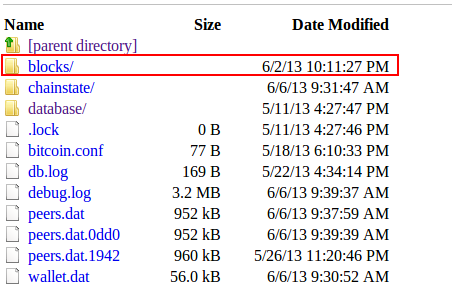 Name Size Date Modified
[parent directory]
blocks/ 6/2/13 10:11:27 PM
chainstate/ 6/6/13 9:31:47 AM
database/ 5/11/13 4:27:46 PM
.lock 0 B 5/11/13 4:27:47 PM
bitcoin.conf 77 B 5/18/13 6:10:33 PM
db.log 169 B 5/22/13 4:34:14 PM
debug.log 3.2 MB 6/6/13 9:39:37 AM
peers.dat 952 kB 6/6/13 9:37:59 AM
peers.dat.0dd0 952 kB 6/6/13 9:39:39 AM
peers.dat.1942 960 kB 5/26/13 11:20:46 PM
wallet.dat 56.0 kB 6/6/13 9:30:52 AM